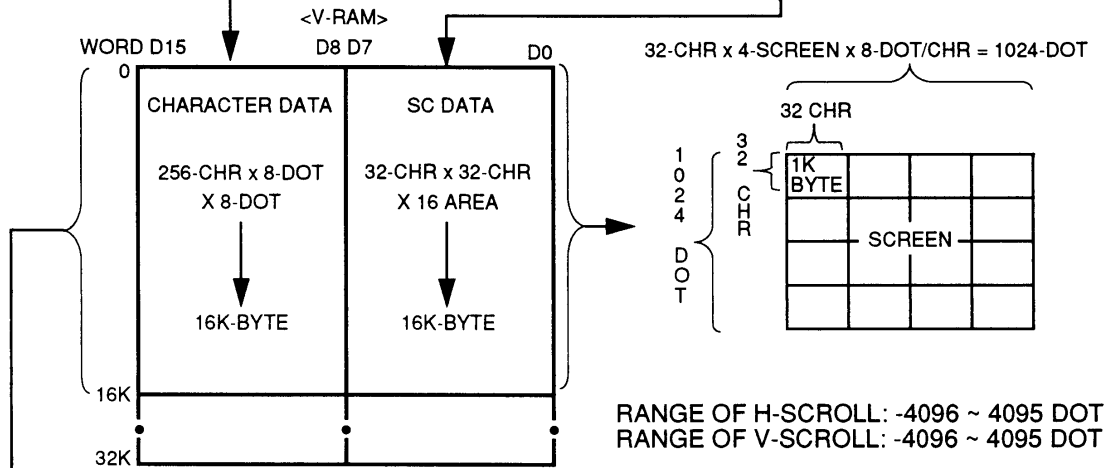 <V-RAM>
WORD D15 D8 D7 D0
0
CHARACTER DATA
256-CHR x 8-DOT
X 8-DOT
16K-BYTE
SC DATA
32-CHR x 32-CHR
X 16 AREA
16K-BYTE
16K
32K
32-CHR x 4-SCREEN x 8-DOT/CHR = 1024-DOT
32 CHR
1024 DOT
32 CHR
1K
BYTE
SCREEN
RANGE OF H-SCROLL: -4096 ~ 4095 DOT
RANGE OF V-SCROLL: -4096 ~ 4095 DOT